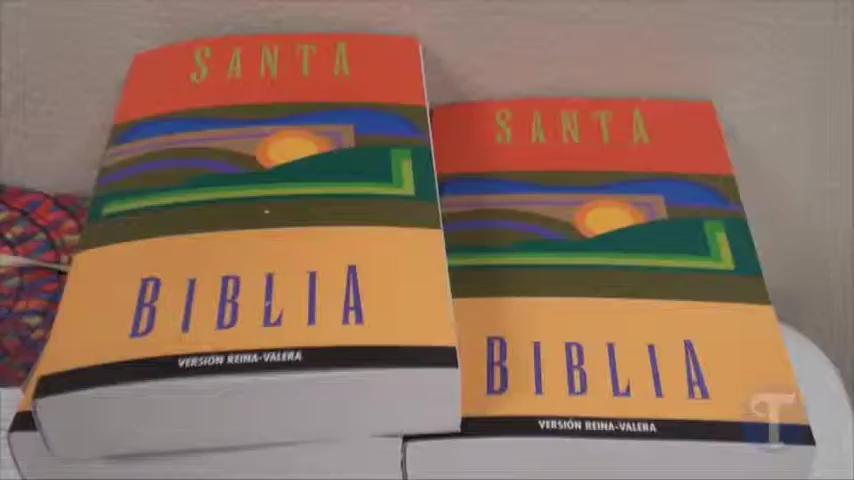 SANTA
BIBLIA
VERSIÓN REINA-VALERA
SANTA
BIBLIA
VERSIÓN REINA-VALERA
T